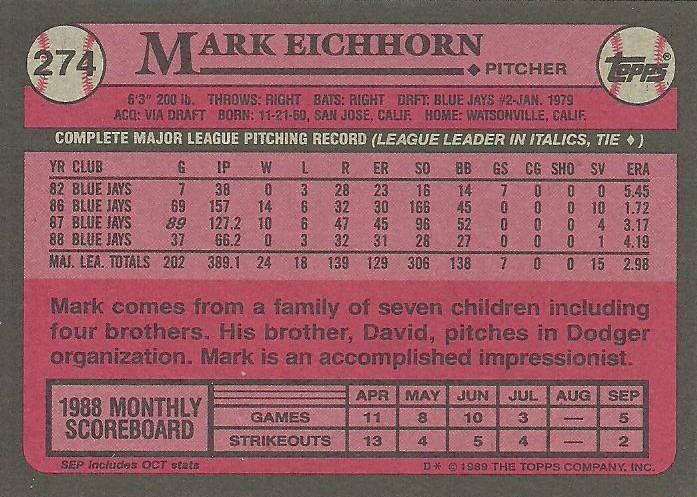 274
MARK EICHHORN
PITCHER
TOPPS®
6'3" 200 lb. THROWS: RIGHT BATS: RIGHT DRFT: BLUE JAYS #2-JAN. 1979
ACQ: VIA DRAFT BORN: 11-21-60, SAN JOSE, CALIF. HOME: WATSONVILLE, CALIF.
COMPLETE MAJOR LEAGUE PITCHING RECORD (LEAGUE LEADER IN ITALICS, TIE ♦)
YR CLUB G IP W L R ER SO BB GS CG SHO SV ERA
82 BLUE JAYS 7 38 0 3 28 23 16 14 7 0 0 0 5.45
86 BLUE JAYS 69 157 14 6 32 30 166 45 0 0 0 10 1.72
87 BLUE JAYS 89 127.2 10 6 47 45 96 52 0 0 0 4 3.17
88 BLUE JAYS 37 66.2 0 3 32 31 28 27 0 0 0 1 4.19
MAJ. LEA. TOTALS 202 389.1 24 18 139 129 306 138 7 0 0 15 2.98
Mark comes from a family of seven children including
four brothers. His brother, David, pitches in Dodger
organization. Mark is an accomplished impressionist.
1988 MONTHLY
SCOREBOARD
APR MAY JUN JUL AUG SEP
GAMES 11 8 10 3 — 5
STRIKEOUTS 13 4 5 4 — 2
SEP includes OCT stats
D* © 1989 THE TOPPS COMPANY, INC.